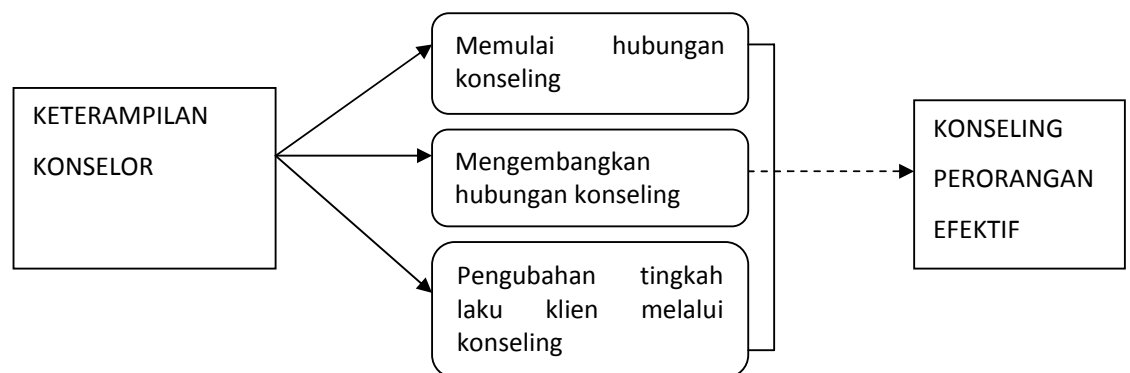 KETERAMPILAN
KONSELOR
Memulai hubungan
konseling
Mengembangkan
hubungan konseling
Pengubahan tingkah
laku klien melalui
konseling
KONSELING
PERORANGAN
EFEKTIF